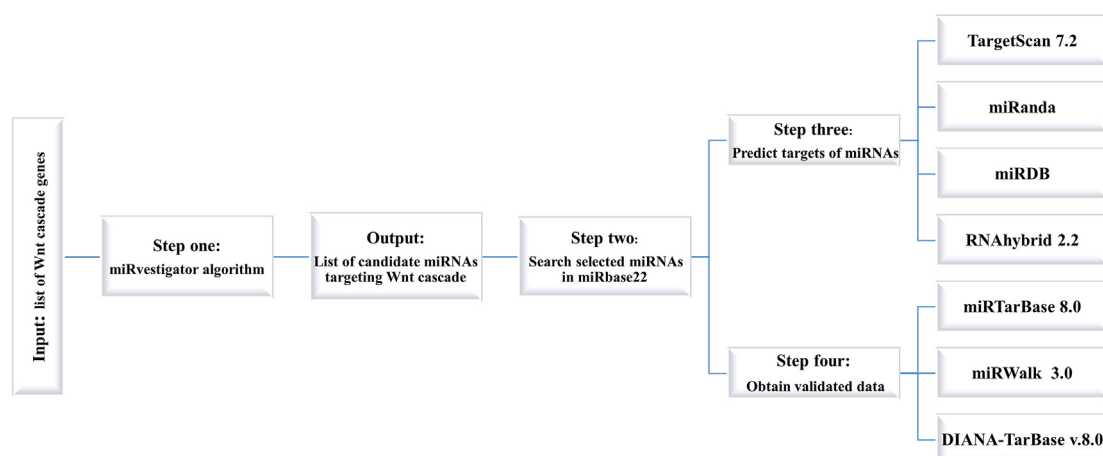 Input: list of Wnt cascade genes
Step one:
miRvestigator algorithm
Output:
List of candidate miRNAs
targeting Wnt cascade
Step two:
Search selected miRNAs
in miRbase22
Step three:
Predict targets of miRNAs
TargetScan 7.2
miRanda
miRDB
RNAhybrid 2.2
Step four:
Obtain validated data
miRTarBase 8.0
miRWalk 3.0
DIANA-TarBase v.8.0